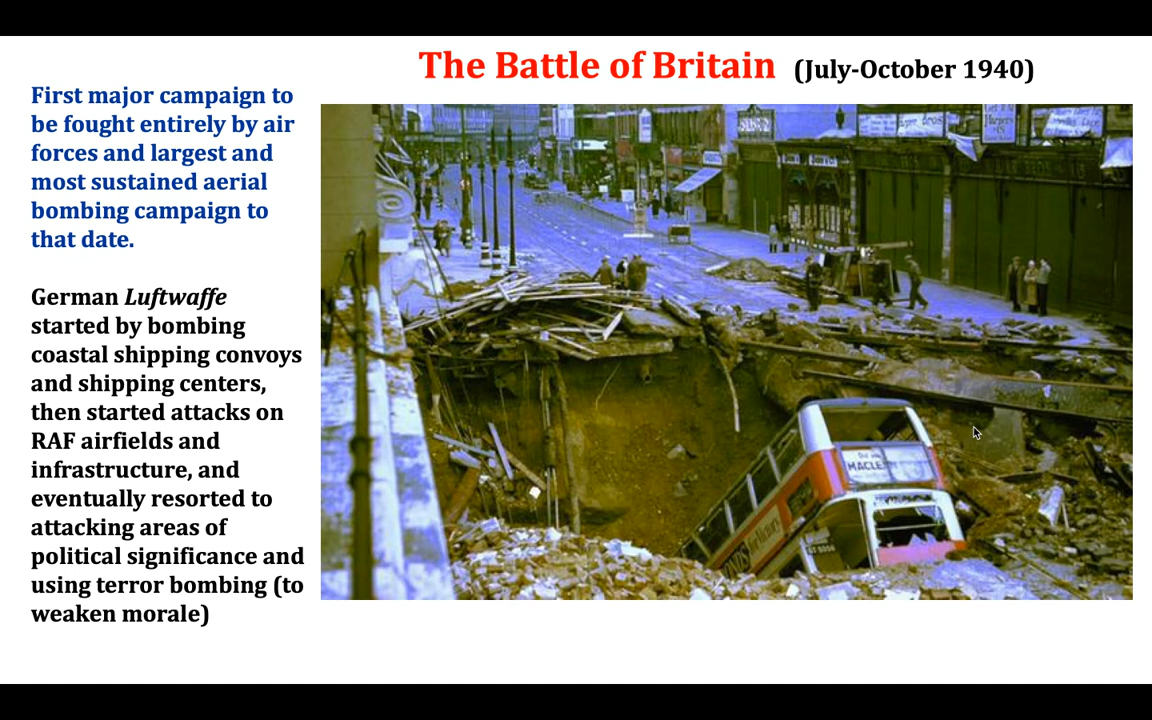 The Battle of Britain (July-October 1940)
First major campaign to
be fought entirely by air
forces and largest and
most sustained aerial
bombing campaign to
that date.
German Luftwaffe
started by bombing
coastal shipping convoys
and shipping centers,
then started attacks on
RAF airfields and
infrastructure, and
eventually resorted to
attacking areas of
political significance and
using terror bombing (to
weaken morale)